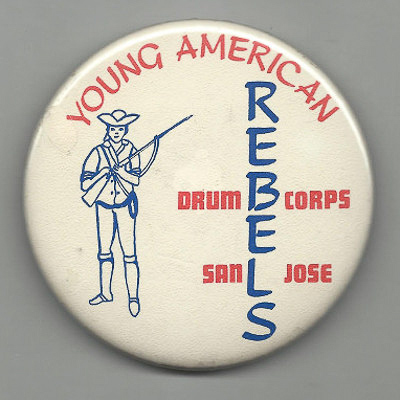 YOUNG AMERICAN
REBELS
DRUM CORPS
SAN JOSE